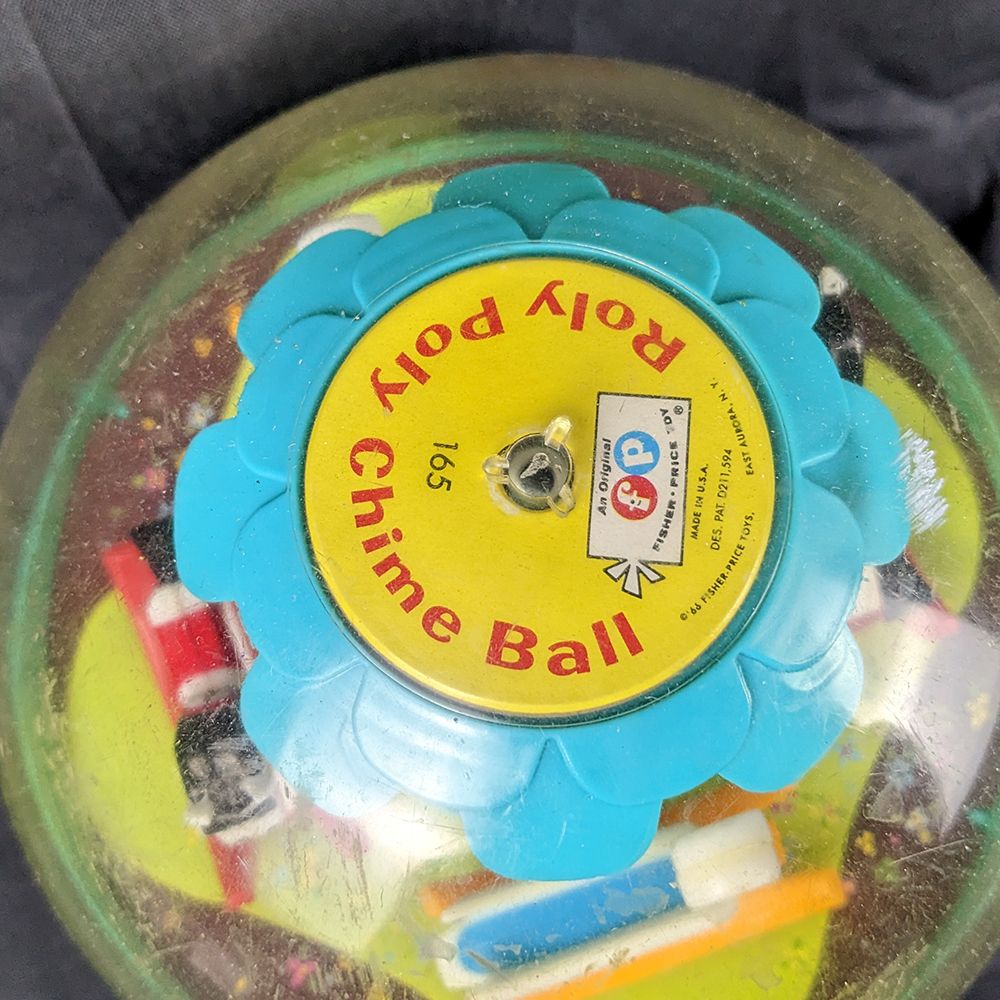 Roly Poly Chime Ball
165
An Original
fp
FISHER·PRICE TOY
®
MADE IN U.S.A.
DES. PAT. D211,594
© '66 FISHER-PRICE TOYS, EAST AURORA, N.Y.